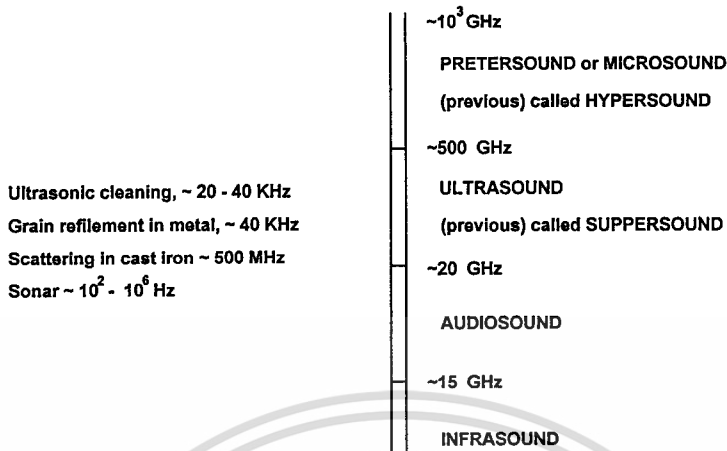 ~10³ GHz
PRETERSOUND or MICROSOUND
(previous) called HYPERSOUND
~500 GHz
Ultrasonic cleaning, ~ 20 - 40 KHz
ULTRASOUND
Grain refilement in metal, ~ 40 KHz
(previous) called SUPPERSOUND
Scattering in cast iron ~ 500 MHz
~20 GHz
Sonar ~ 10² - 10⁶ Hz
AUDIOSOUND
~15 GHz
INFRASOUND